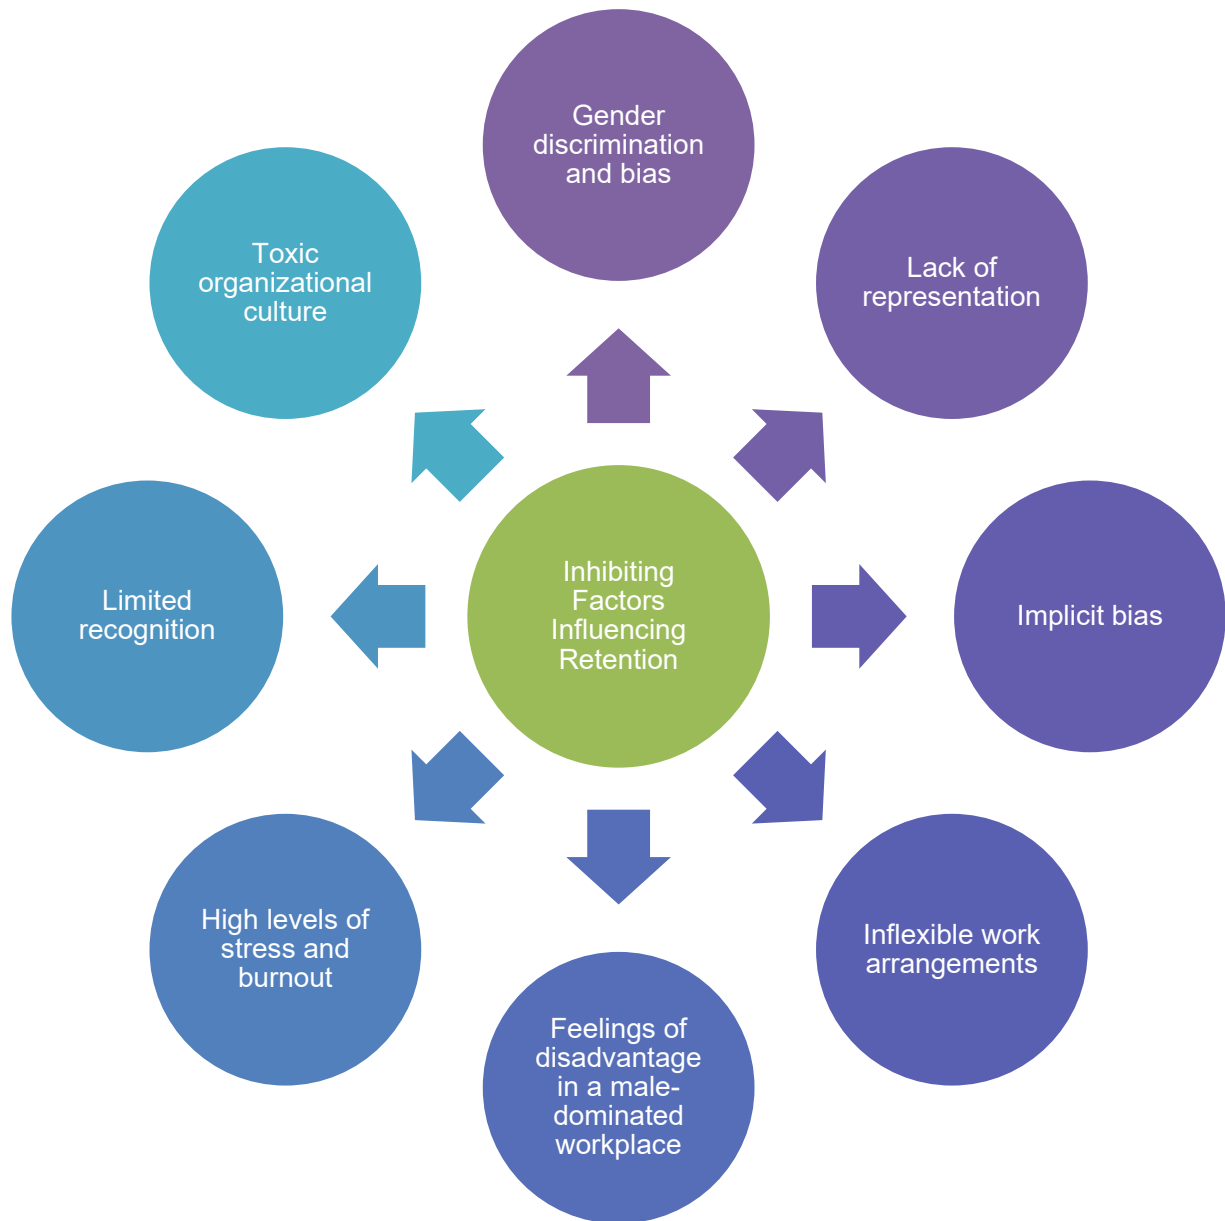 Gender
discrimination
and bias
Lack of
representation
Implicit bias
Inflexible work
arrangements
Feelings of
disadvantage
in a male-
dominated
workplace
High levels of
stress and
burnout
Limited
recognition
Toxic
organizational
culture
Inhibiting
Factors
Influencing
Retention